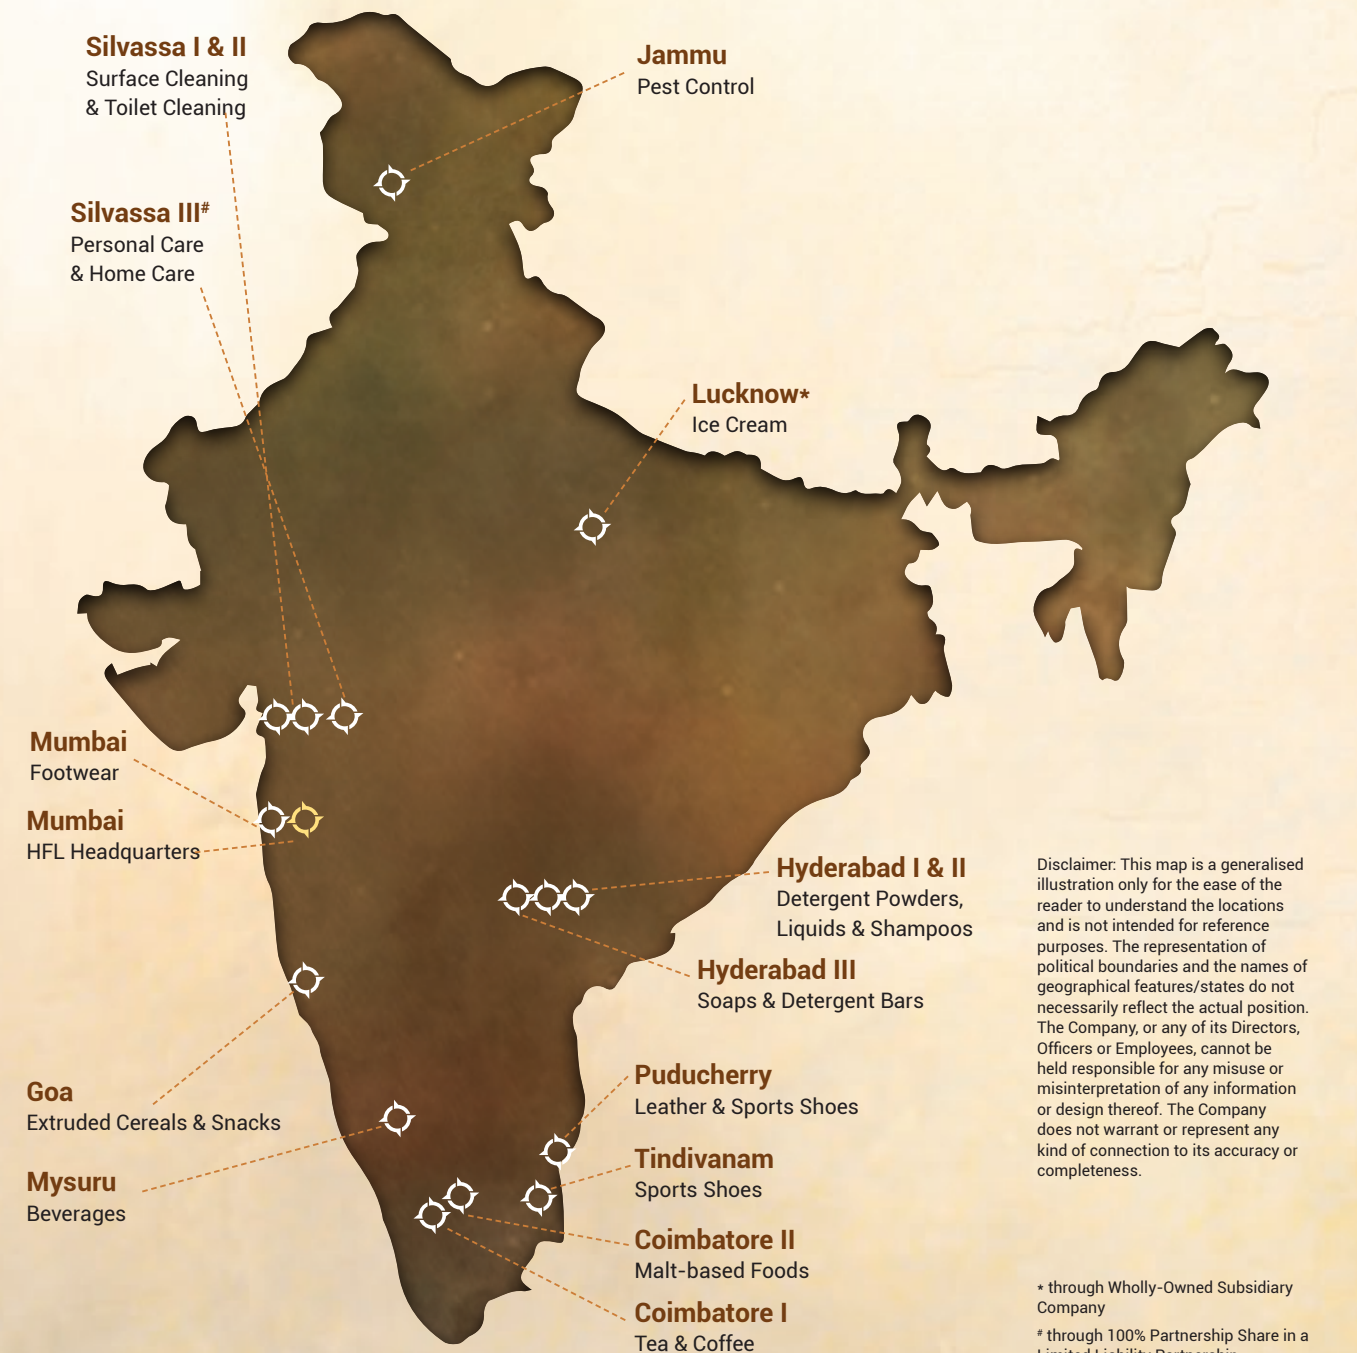 Silvassa I & II
Surface Cleaning
& Toilet Cleaning
Jammu
Pest Control
Silvassa III#
Personal Care
& Home Care
Lucknow*
Ice Cream
Mumbai
Footwear
Mumbai
HFL Headquarters
Hyderabad I & II
Detergent Powders,
Liquids & Shampoos
Hyderabad III
Soaps & Detergent Bars
Goa
Extruded Cereals & Snacks
Mysuru
Beverages
Puducherry
Leather & Sports Shoes
Tindivanam
Sports Shoes
Coimbatore II
Malt-based Foods
Coimbatore I
Tea & Coffee
Disclaimer: This map is a generalised
illustration only for the ease of the
reader to understand the locations
and is not intended for reference
purposes. The representation of
political boundaries and the names of
geographical features/states do not
necessarily reflect the actual position.
The Company, or any of its Directors,
Officers or Employees, cannot be
held responsible for any misuse or
misinterpretation of any information
or design thereof. The Company
does not warrant or represent any
kind of connection to its accuracy or
completeness.
* through Wholly-Owned Subsidiary
Company
# through 100% Partnership Share in a
Limited Liability Partnership